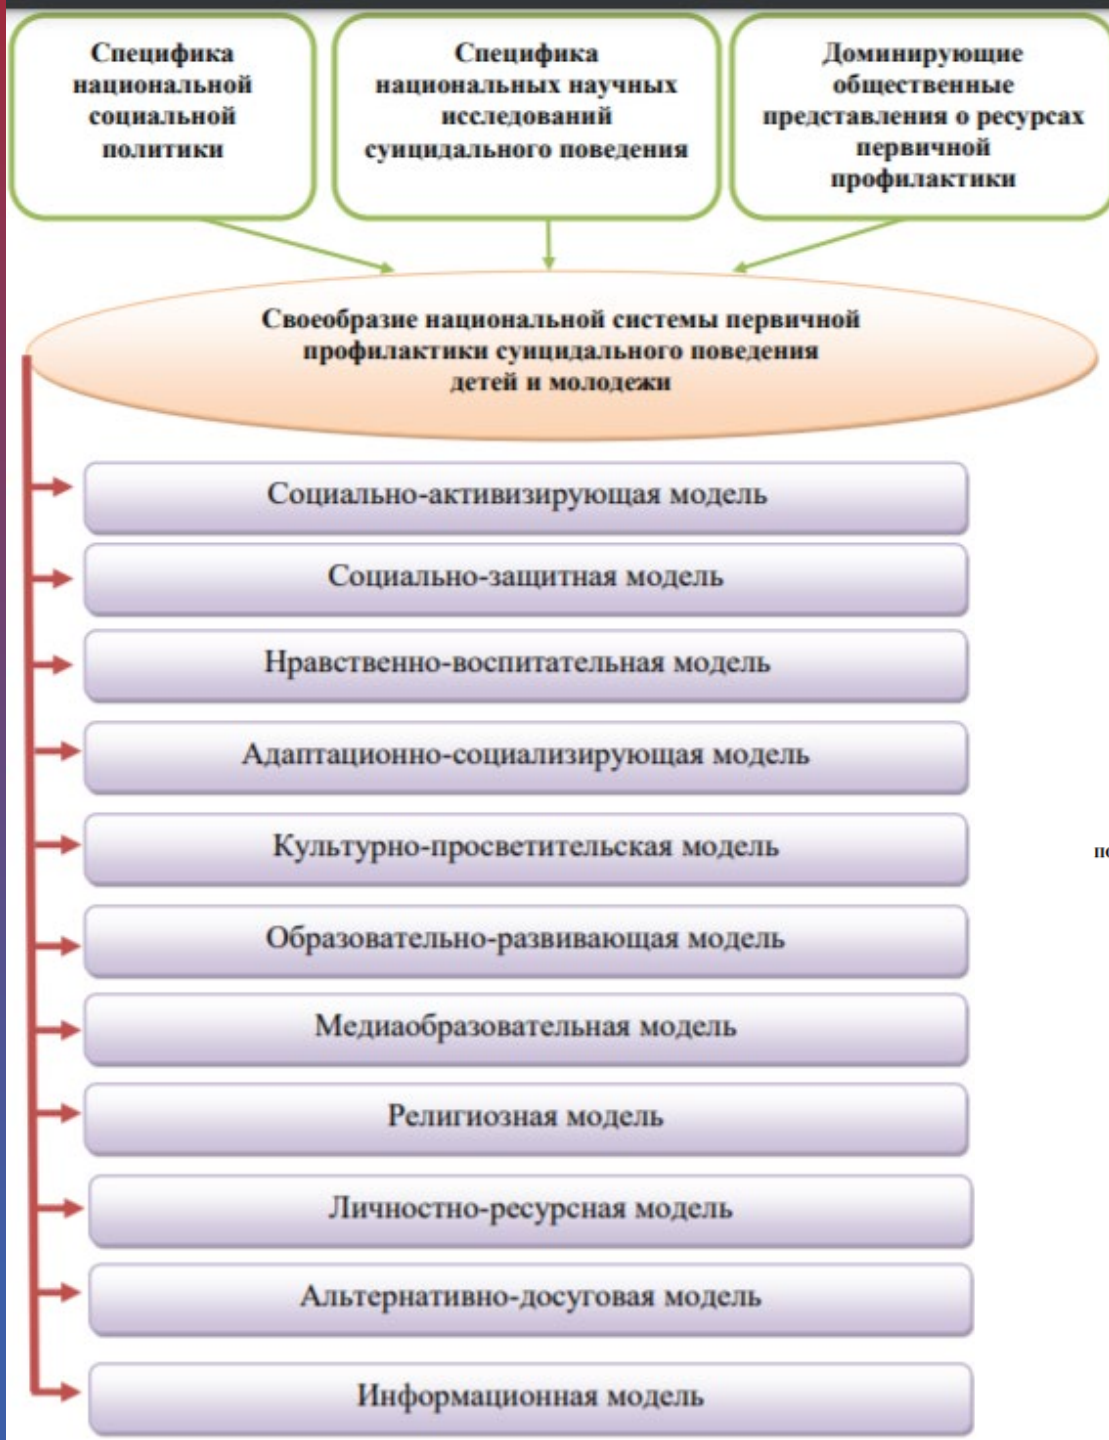 Специфика
национальной
социальной
политики
Специфика
национальных научных
исследований
суицидального поведения
Доминирующие
общественные
представления о ресурсах
первичной
профилактики
Своеобразие национальной системы первичной
профилактики суицидального поведения
детей и молодежи
Социально-активизирующая модель
Социально-защитная модель
Нравственно-воспитательная модель
Адаптационно-социализирующая модель
Культурно-просветительская модель
Образовательно-развивающая модель
Медиаобразовательная модель
Религиозная модель
Личностно-ресурсная модель
Альтернативно-досуговая модель
Информационная модель